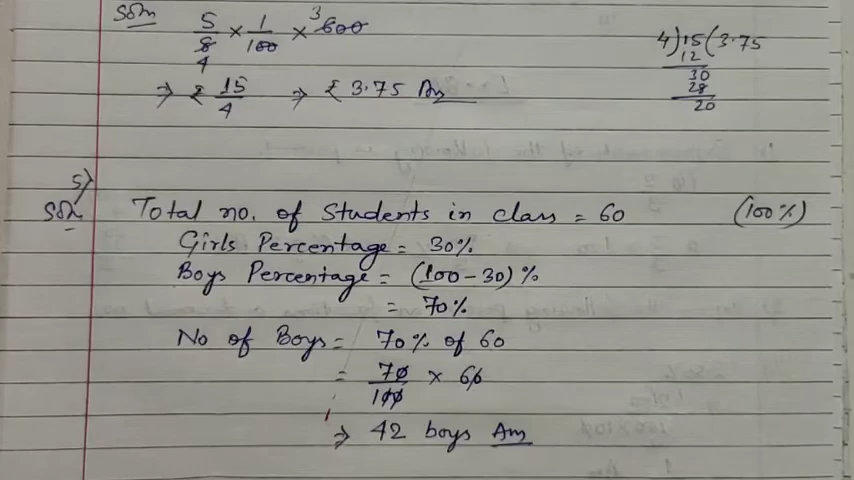 Soln 5/8 × 1/100 × 600 3
4
4)15(3.75
12
30
28
20
⇒ ₹ 15/4 ⇒ ₹ 3.75 Ans
5)
Soln Total no. of Students in class = 60 (100%)
Girls Percentage = 30%
Boys Percentage = (100-30)%
= 70%
No of Boys = 70% of 60
= 70/100 × 60
⇒ 42 boys Ans